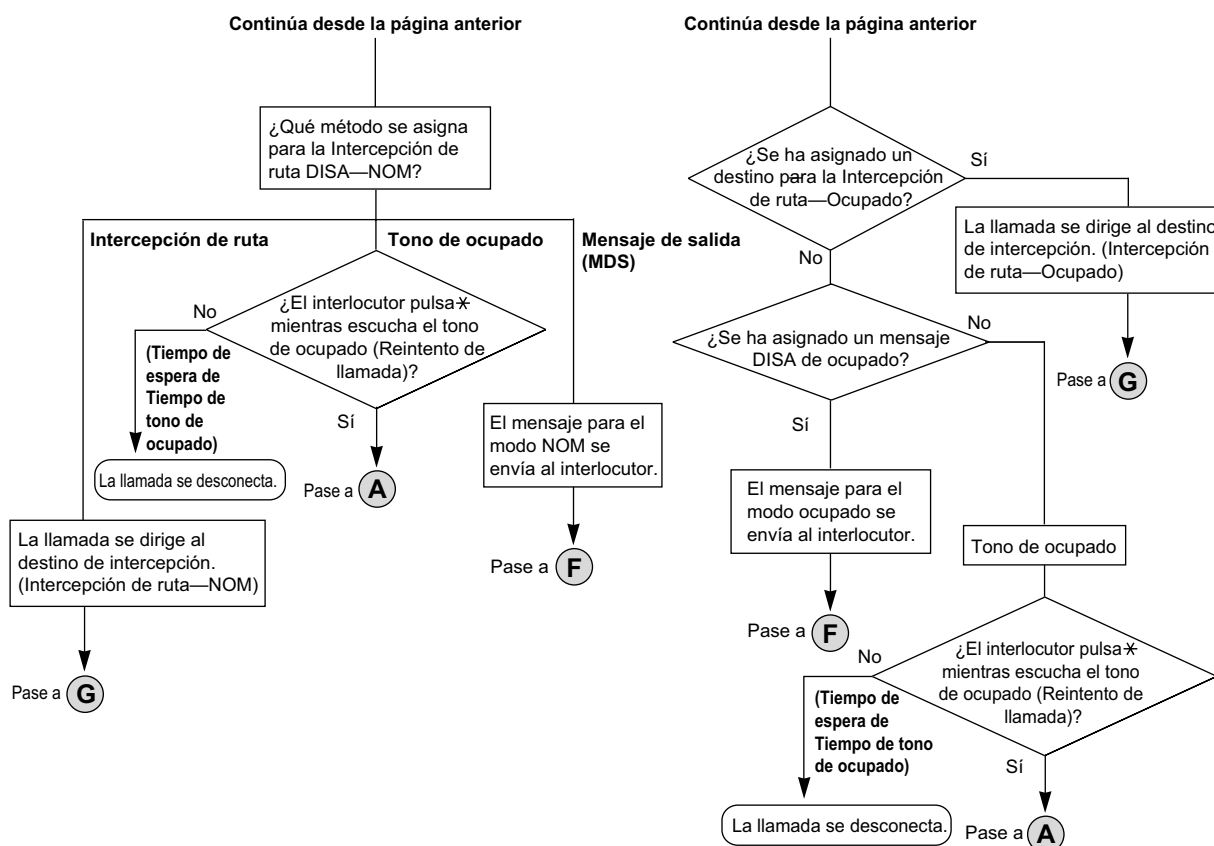 Continúa desde la página anterior
¿Qué método se asigna
para la Intercepción de
ruta DISA—NOM?
Intercepción de ruta
Tono de ocupado
Mensaje de salida
(MDS)
No
¿El interlocutor pulsa*
mientras escucha el tono
de ocupado (Reintento de
llamada)?
(Tiempo de
espera de
Tiempo de
tono de
ocupado)
Sí
La llamada se desconecta.
Pase a A
El mensaje para el
modo NOM se
envía al interlocutor.
Pase a F
La llamada se dirige al
destino de intercepción.
(Intercepción de ruta—NOM)
Pase a G
Continúa desde la página anterior
¿Se ha asignado un
destino para la Intercepción
de ruta—Ocupado?
Sí
La llamada se dirige al destino
de intercepción. (Intercepción
de ruta—Ocupado)
Pase a G
No
¿Se ha asignado un mensaje
DISA de ocupado?
No
Sí
El mensaje para el
modo ocupado se
envía al interlocutor.
Pase a F
Tono de ocupado
No
¿El interlocutor pulsa*
mientras escucha el tono
de ocupado (Reintento de
llamada)?
(Tiempo de
espera de
Tiempo de tono
de ocupado)
Sí
La llamada se desconecta.
Pase a A